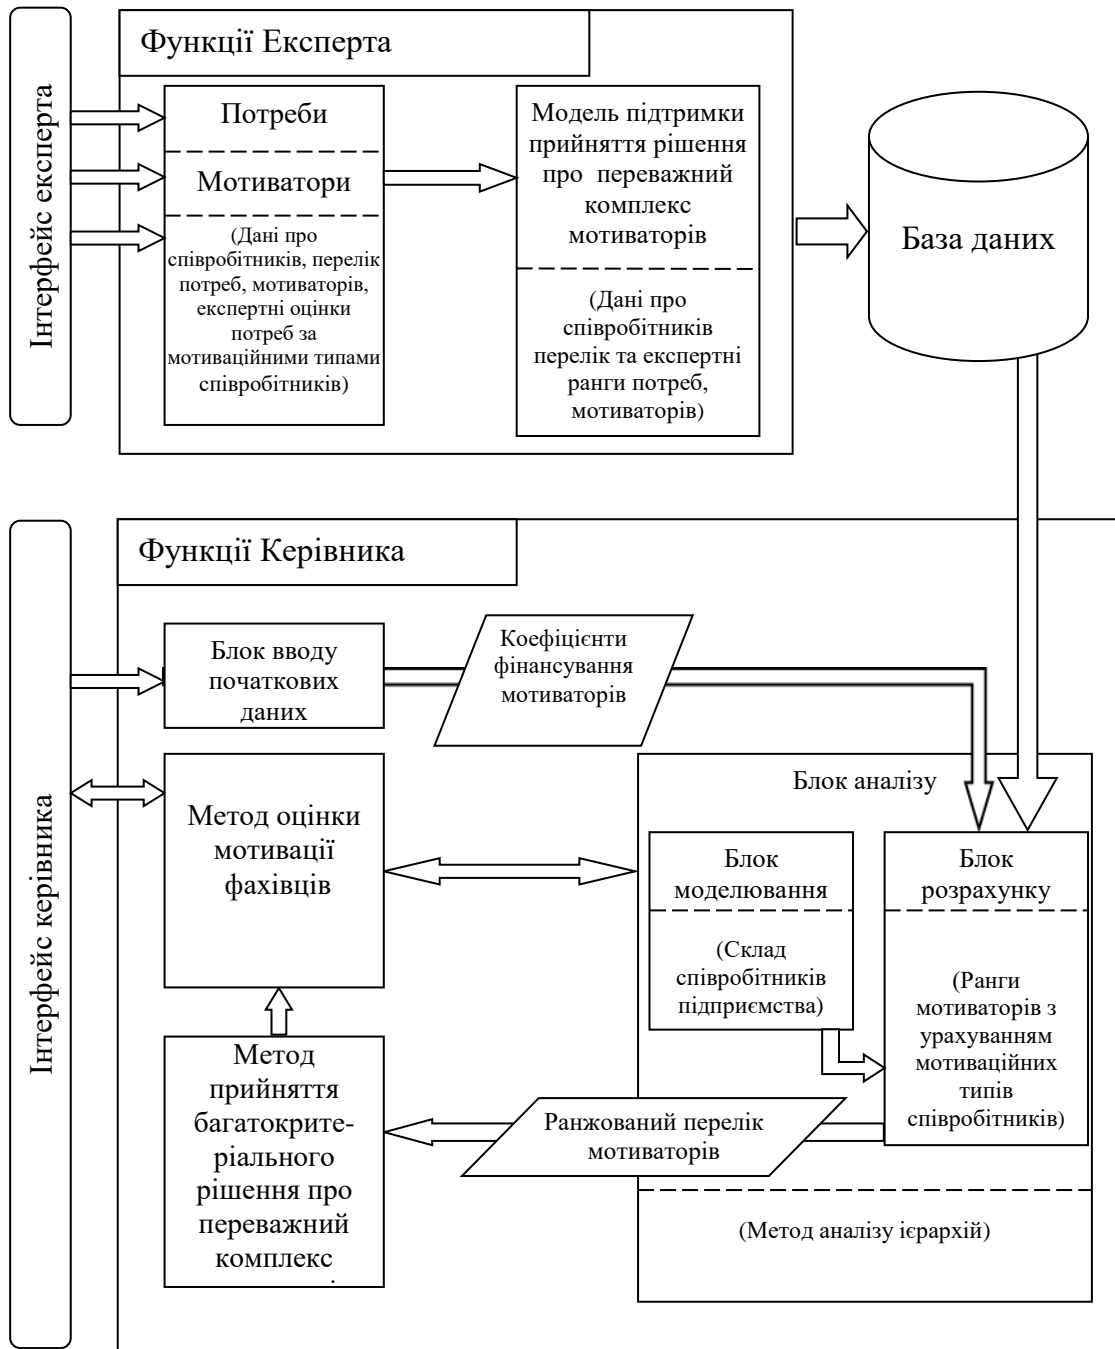 Інтерфейс експерта
Функції Експерта
Потреби
Мотиватори
(Дані про
співробітників, перелік
потреб, мотиваторів,
експертні оцінки
потреб за
мотиваційними типами
співробітників)
Модель підтримки
прийняття рішення
про переважний
комплекс
мотиваторів
(Дані про
співробітників
перелік та експертні
ранги потреб,
мотиваторів)
База даних
Інтерфейс керівника
Функції Керівника
Блок вводу
початкових
даних
Коефіцієнти
фінансування
мотиваторів
Метод оцінки
мотивації
фахівців
Блок аналізу
Блок
моделювання
(Склад
співробітників
підприємства)
Блок
розрахунку
(Ранги
мотиваторів з
урахуванням
мотиваційних
типів
співробітників)
Метод
прийняття
багатокрите-
ріального
рішення про
переважний
комплекс
Ранжований перелік
мотиваторів
(Метод аналізу ієрархій)